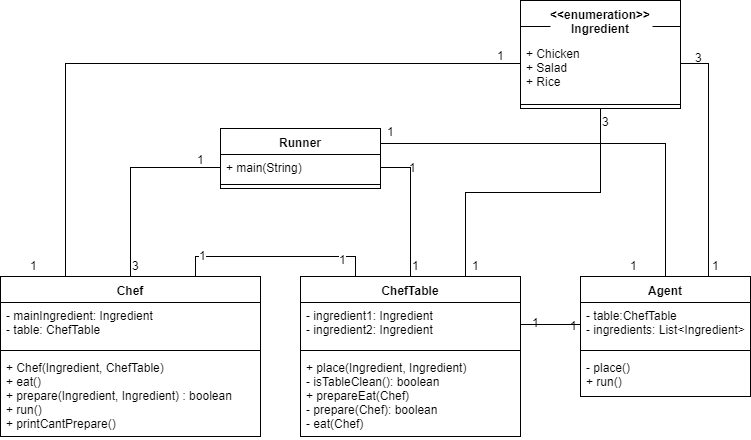 <<enumeration>>
Ingredient
+ Chicken
+ Salad
+ Rice
1
3
3
Runner
+ main(String)
1
1
1
1
3
1
1
1
1
1
1
1
Chef
- mainIngredient: Ingredient
- table: ChefTable
+ Chef(Ingredient, ChefTable)
+ eat()
+ prepare(Ingredient, Ingredient) : boolean
+ run()
+ printCantPrepare()
ChefTable
- ingredient1: Ingredient
- ingredient2: Ingredient
+ place(Ingredient, Ingredient)
- isTableClean(): boolean
+ prepareEat(Chef)
- prepare(Chef): boolean
- eat(Chef)
1
1
Agent
- table:ChefTable
- ingredients: List<Ingredient>
- place()
+ run()